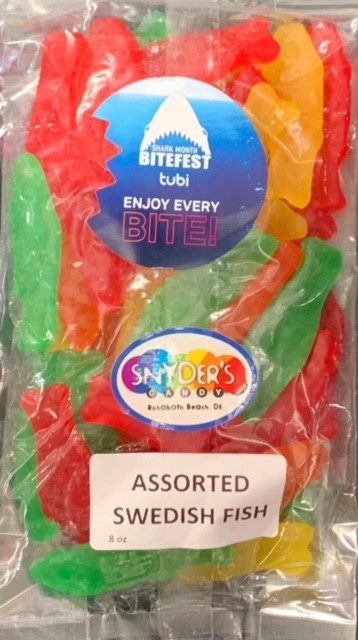 SHARK MONTH
BITEFEST
tubi
ENJOY EVERY
BITE!
SNYDER'S
CANDY
Rehoboth Beach, DE
ASSORTED
SWEDISH FISH
8 oz